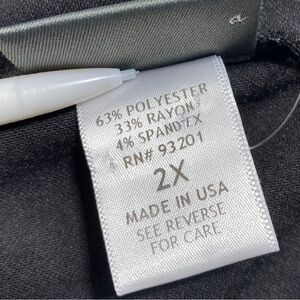 63% POLYESTER
33% RAYON
4% SPANDEX
RN# 93201
2X
MADE IN USA
SEE REVERSE
FOR CARE